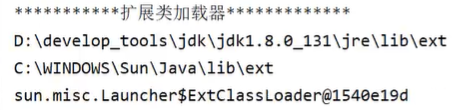 ***********扩展类加载器*************
D:\develop_tools\jdk\jdk1.8.0_131\jre\lib\ext
C:\WINDOWS\Sun\Java\lib\ext
sun.misc.Launcher$ExtClassLoader@1540e19d